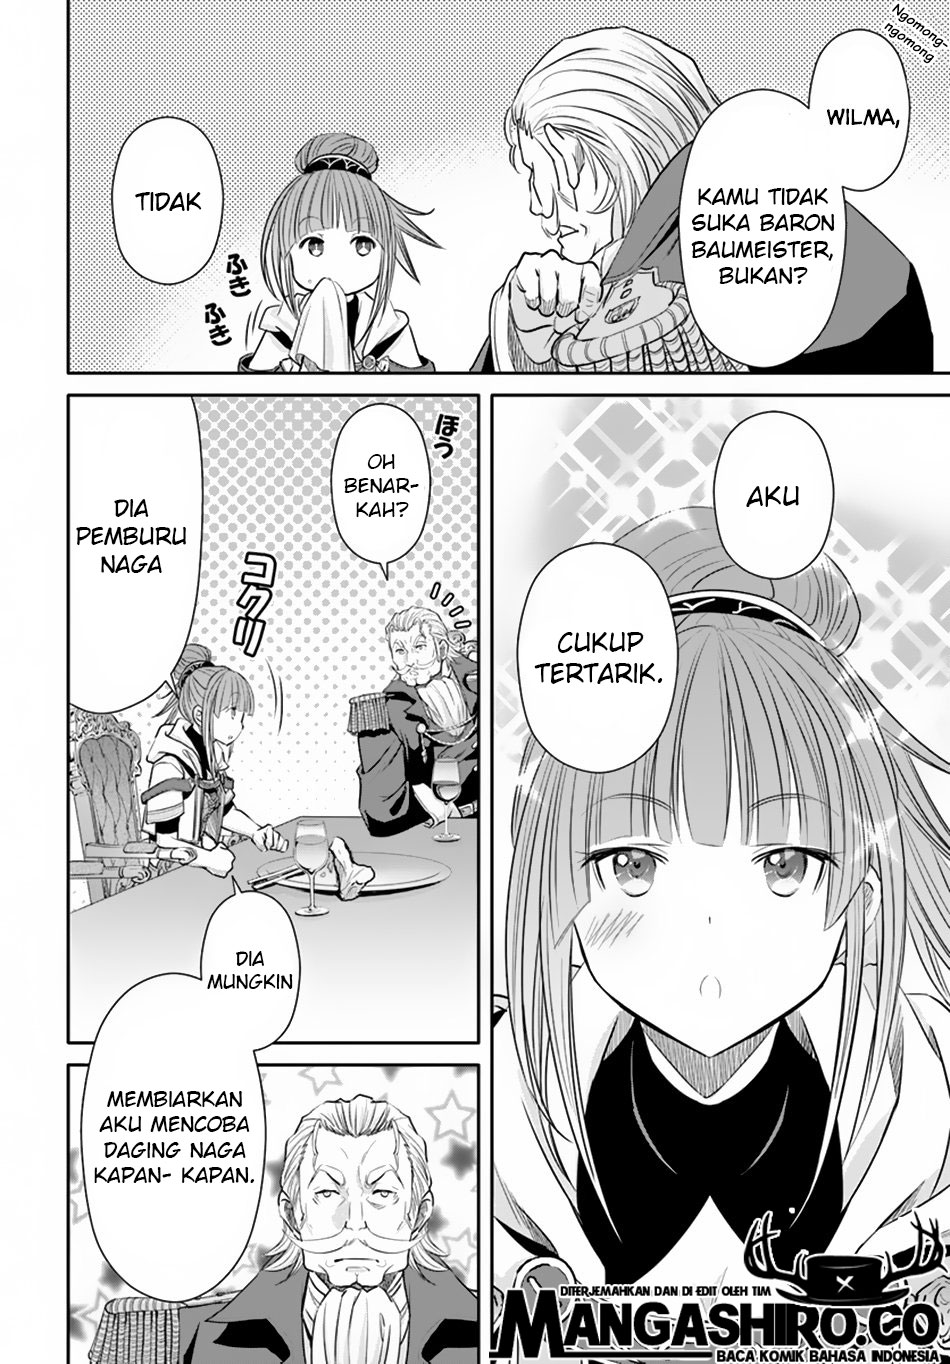 Ngomong-
ngomong
WILMA,
KAMU TIDAK
SUKA BARON
BAUMEISTER,
BUKAN?
TIDAK
ふき
ふき
AKU
CUKUP
TERTARIK.
ほう
OH
BENAR-
KAH?
DIA
PEMBURU
NAGA
コクリ
DIA
MUNGKIN
MEMBIARKAN
AKU MENCOBA
DAGING NAGA
KAPAN- KAPAN.
DITERJEMAHKAN DAN DI EDIT OLEH TIM
MANGASHIRO.CO
BACA KOMIK BAHASA INDONESIA